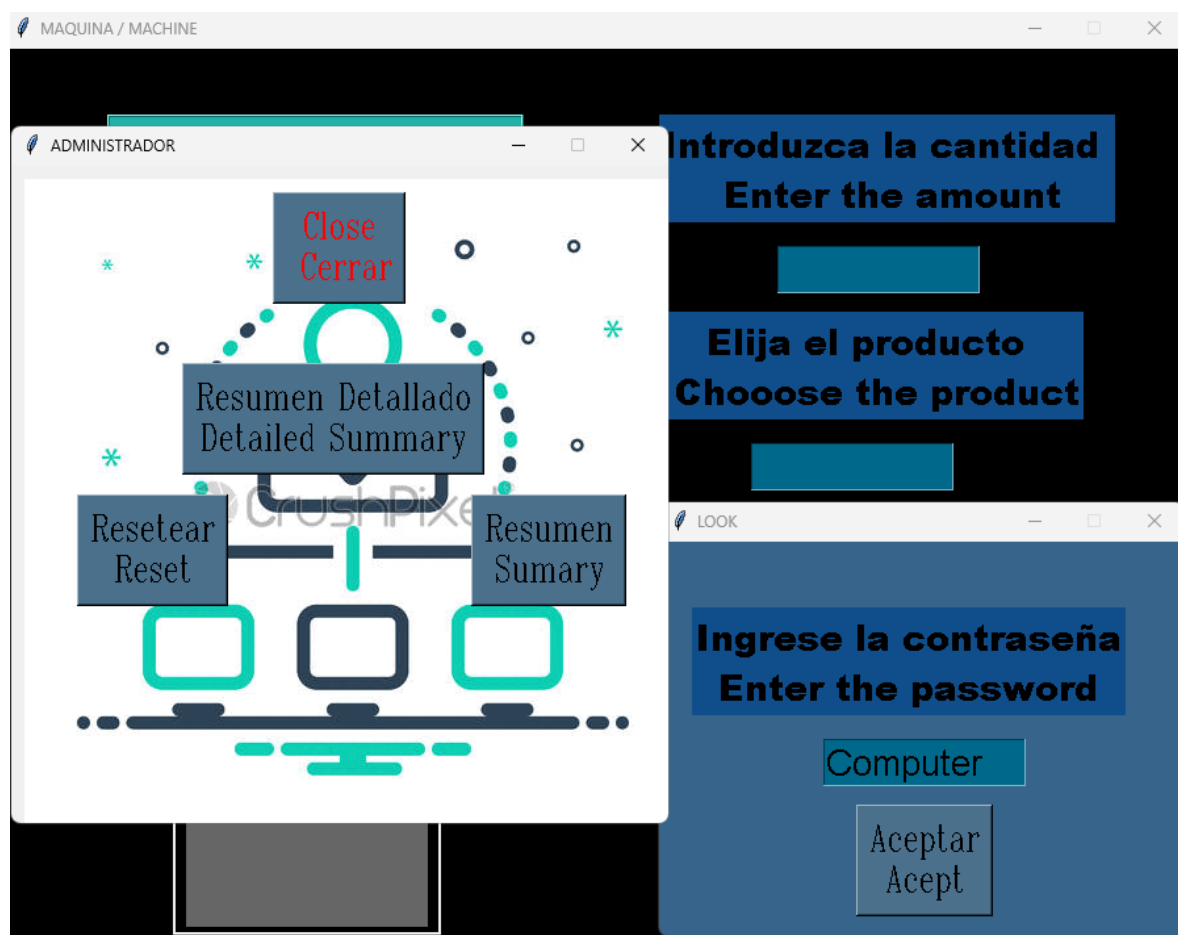 MAQUINA / MACHINE
ADMINISTRADOR
Close
Cerrar
Resumen Detallado
Detailed Summary
CrushPixel
Resetear
Reset
Resumen
Sumary
Introduzca la cantidad
Enter the amount
Elija el producto
Chooose the product
LOOK
Ingrese la contraseña
Enter the password
Computer
Aceptar
Acept